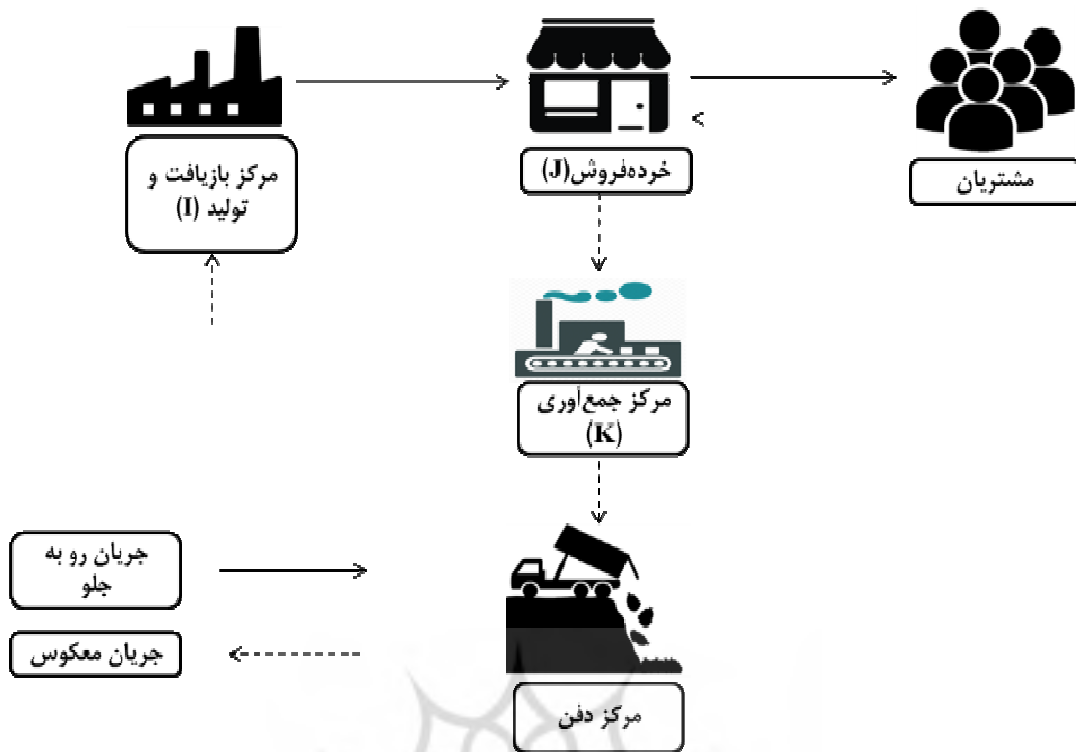 مرکز بازیافت و
تولید (I)
خرده‌فروش(J)
مشتریان
مرکز جمع‌آوری
(K)
جریان رو به
جلو
جریان معکوس
مرکز دفن